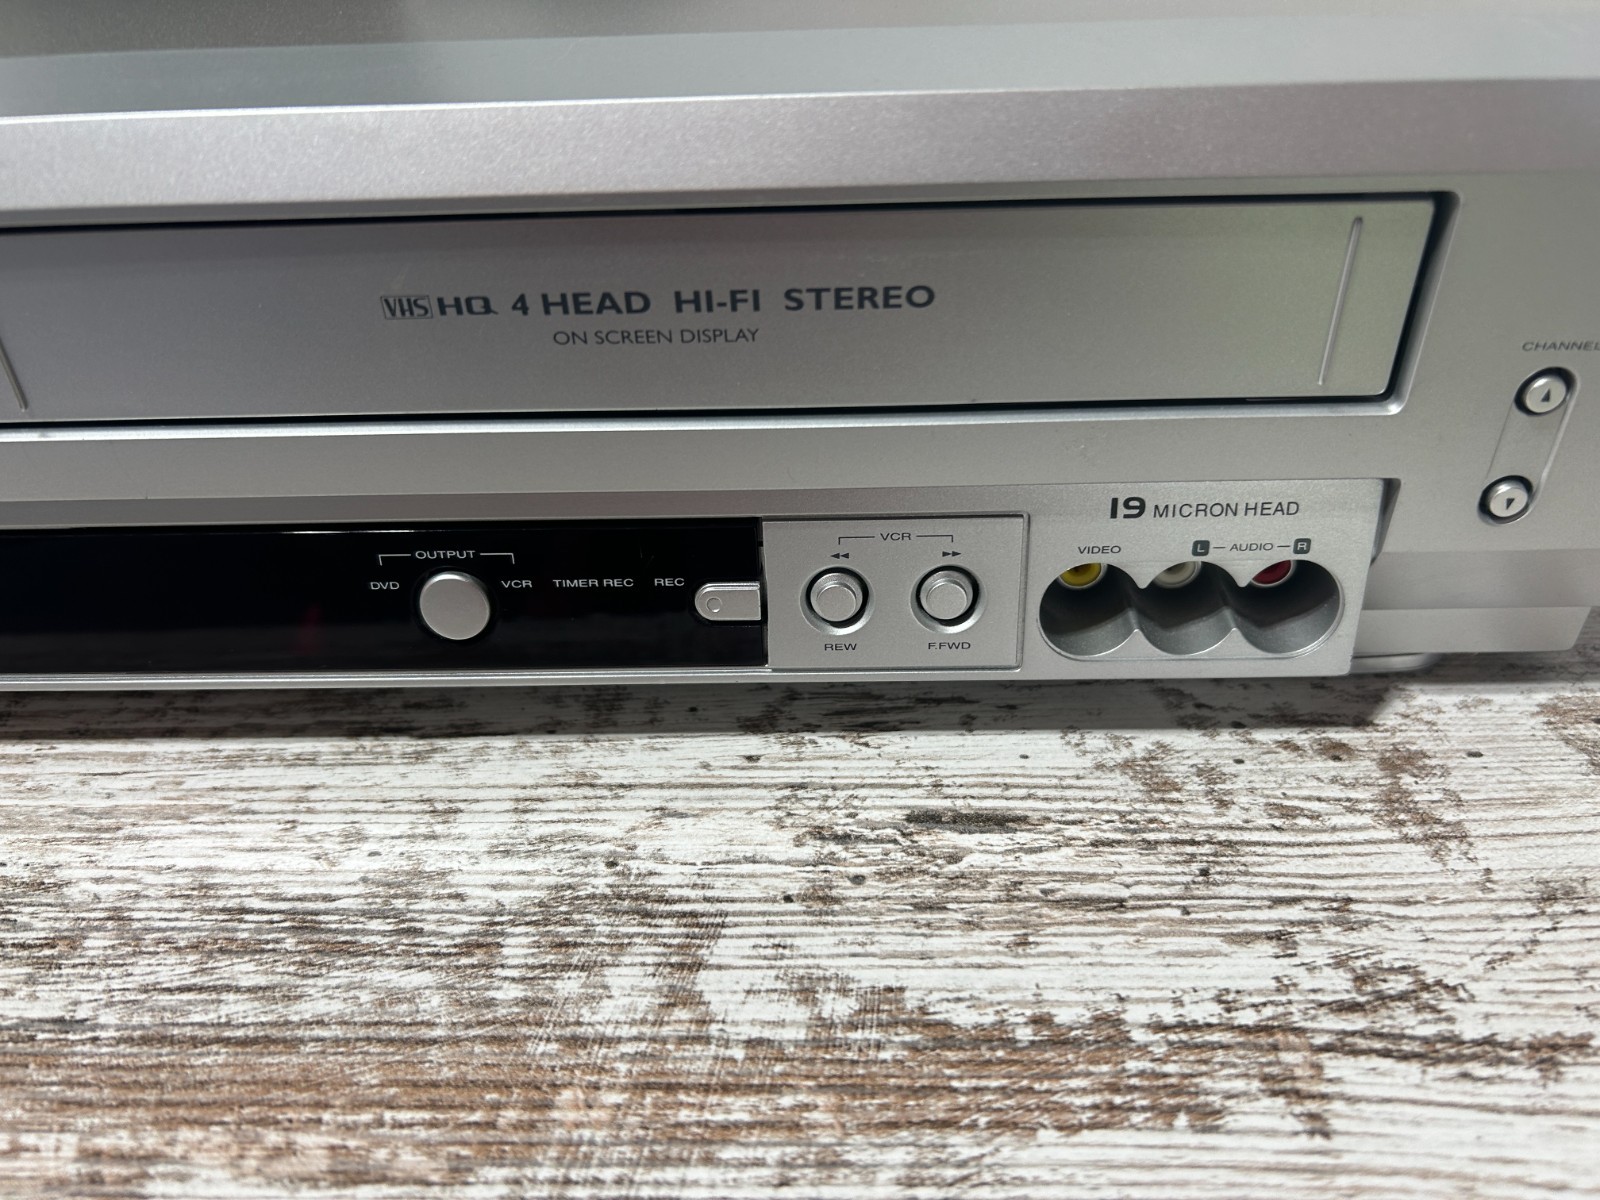 VHS HQ 4 HEAD HI-FI STEREO
ON SCREEN DISPLAY
CHANNEL
19 MICRON HEAD
OUTPUT
DVD VCR TIMER REC REC
VCR
REW F.FWD
VIDEO L AUDIO R